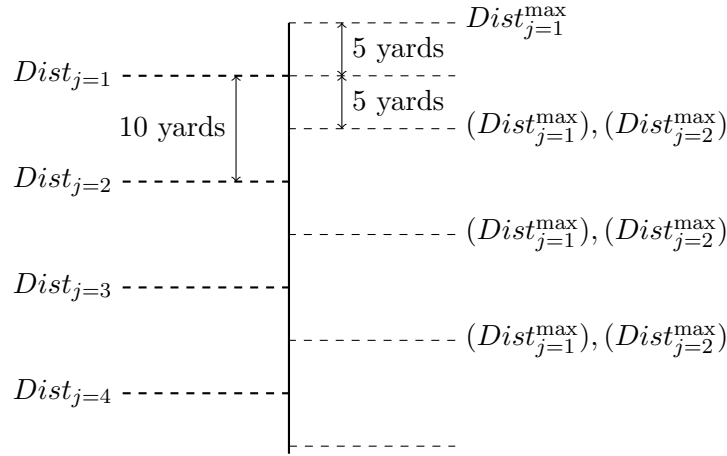 Dist_{j=1}^{max}
5 yards
Dist_{j=1}
5 yards
10 yards
(Dist_{j=1}^{max}), (Dist_{j=2}^{max})
Dist_{j=2}
(Dist_{j=1}^{max}), (Dist_{j=2}^{max})
Dist_{j=3}
(Dist_{j=1}^{max}), (Dist_{j=2}^{max})
Dist_{j=4}